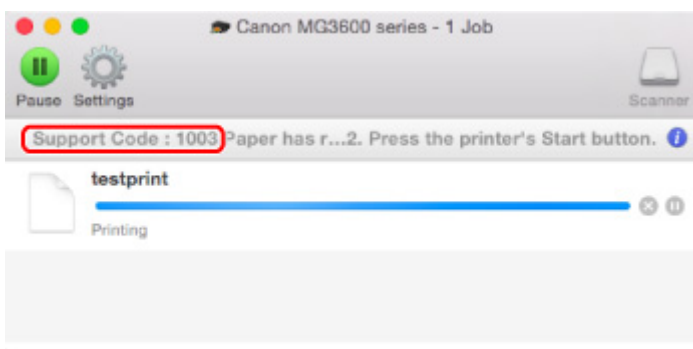 Canon MG3600 series - 1 Job
Pause Settings
Scanner
Support Code : 1003 Paper has r...2. Press the printer's Start button.
testprint
Printing